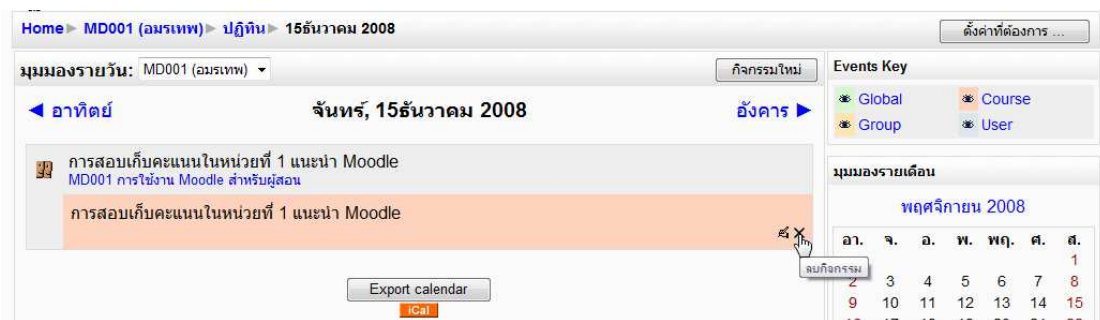 Home► MD001 (อมรเทพ)► ปฏิทิน► 15ธันวาคม 2008
ตั้งค่าที่ต้องการ ...
มุมมองรายวัน: MD001 (อมรเทพ)
กิจกรรมใหม่
◄ อาทิตย์ จันทร์, 15ธันวาคม 2008 อังคาร ►
การสอบเก็บคะแนนในหน่วยที่ 1 แนะนำ Moodle
MD001 การใช้งาน Moodle สำหรับผู้สอน
การสอบเก็บคะแนนในหน่วยที่ 1 แนะนำ Moodle
ลบกิจกรรม
Export calendar
iCal
Events Key
Global Course
Group User
มุมมองรายเดือน
พฤศจิกายน 2008
อา. จ. อ. พ. พฤ. ศ. ส.
1
2 3 4 5 6 7 8
9 10 11 12 13 14 15